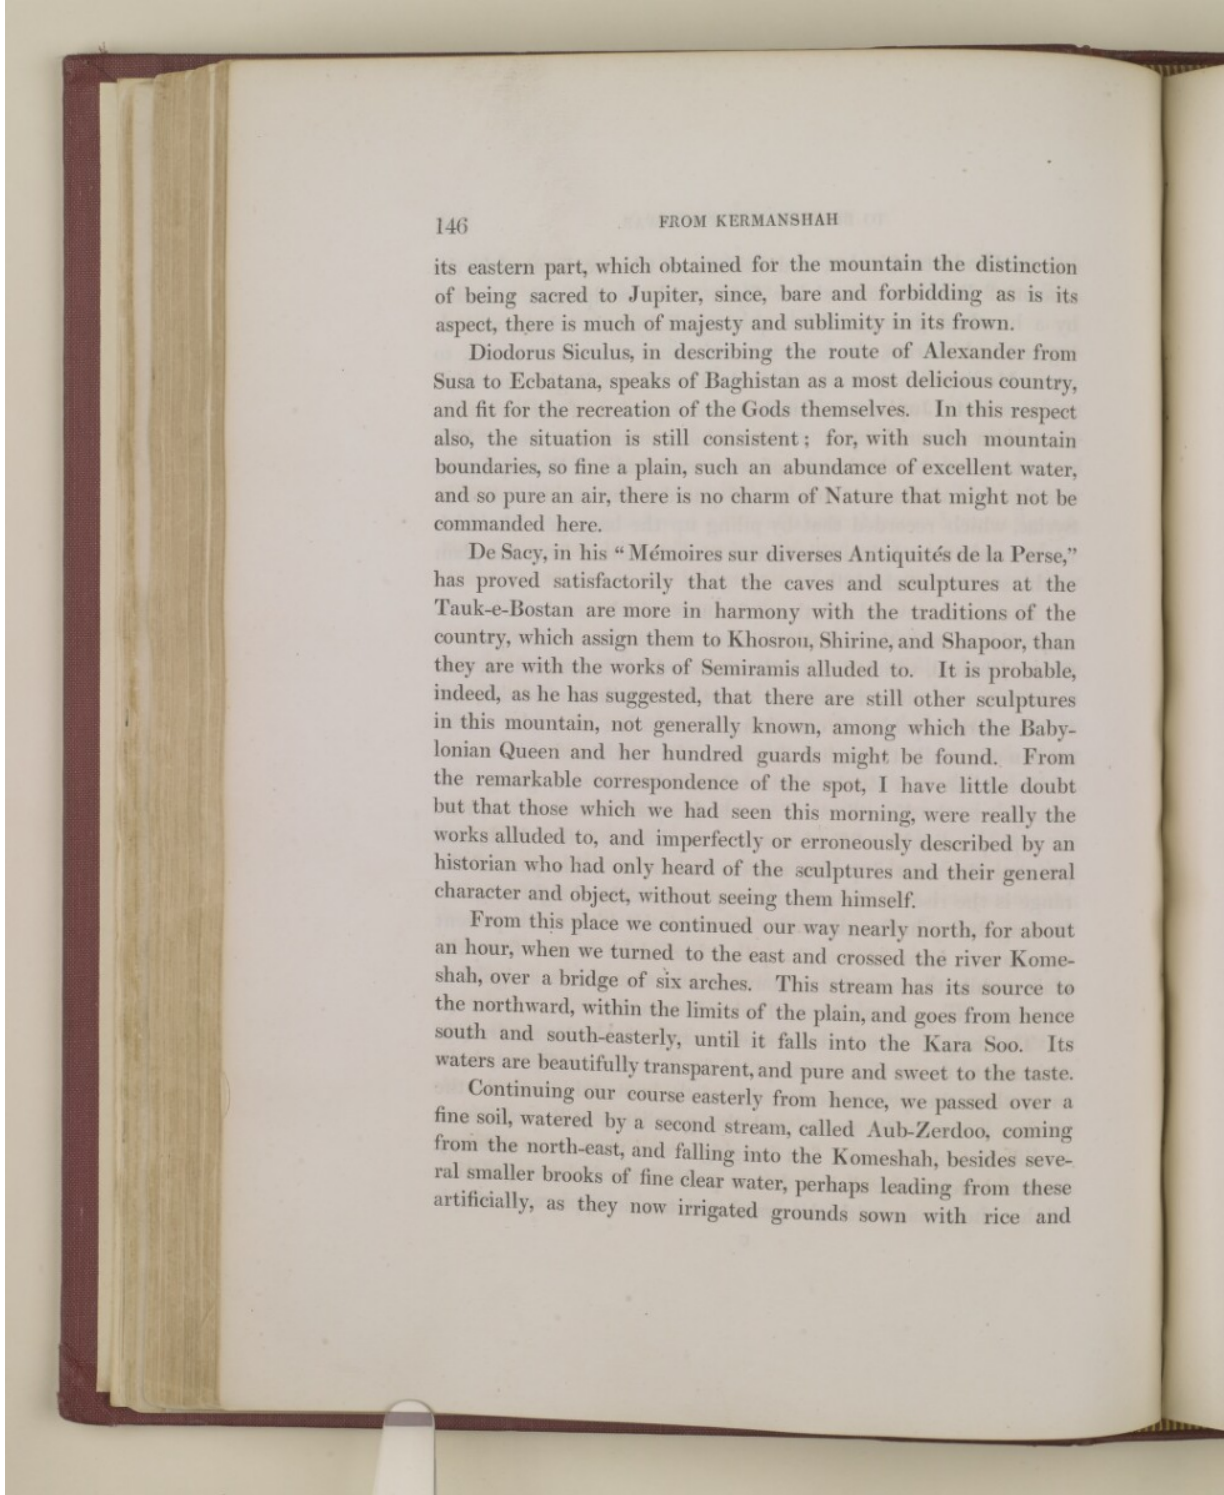 146
FROM KERMANSHAH
its eastern part, which obtained for the mountain the distinction
of being sacred to Jupiter, since, bare and forbidding as is its
aspect, there is much of majesty and sublimity in its frown.
Diodorus Siculus, in describing the route of Alexander from
Susa to Ecbatana, speaks of Baghistan as a most delicious country,
and fit for the recreation of the Gods themselves. In this respect
also, the situation is still consistent; for, with such mountain
boundaries, so fine a plain, such an abundance of excellent water,
and so pure an air, there is no charm of Nature that might not be
commanded here.
De Sacy, in his “Mémoires sur diverses Antiquités de la Perse,”
has proved satisfactorily that the caves and sculptures at the
Tauk-e-Bostan are more in harmony with the traditions of the
country, which assign them to Khosrou, Shirine, and Shapoor, than
they are with the works of Semiramis alluded to. It is probable,
indeed, as he has suggested, that there are still other sculptures
in this mountain, not generally known, among which the Baby-
lonian Queen and her hundred guards might be found. From
the remarkable correspondence of the spot, I have little doubt
but that those which we had seen this morning, were really the
works alluded to, and imperfectly or erroneously described by an
historian who had only heard of the sculptures and their general
character and object, without seeing them himself.
From this place we continued our way nearly north, for about
an hour, when we turned to the east and crossed the river Kome-
shah, over a bridge of six arches. This stream has its source to
the northward, within the limits of the plain, and goes from hence
south and south-easterly, until it falls into the Kara Soo. Its
waters are beautifully transparent, and pure and sweet to the taste.
Continuing our course easterly from hence, we passed over a
fine soil, watered by a second stream, called Aub-Zerdoo, coming
from the north-east, and falling into the Komeshah, besides seve-
ral smaller brooks of fine clear water, perhaps leading from these
artificially, as they now irrigated grounds sown with rice and